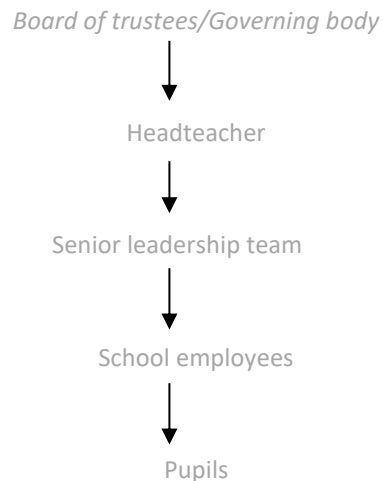 Board of trustees/Governing body
Headteacher
Senior leadership team
School employees
Pupils